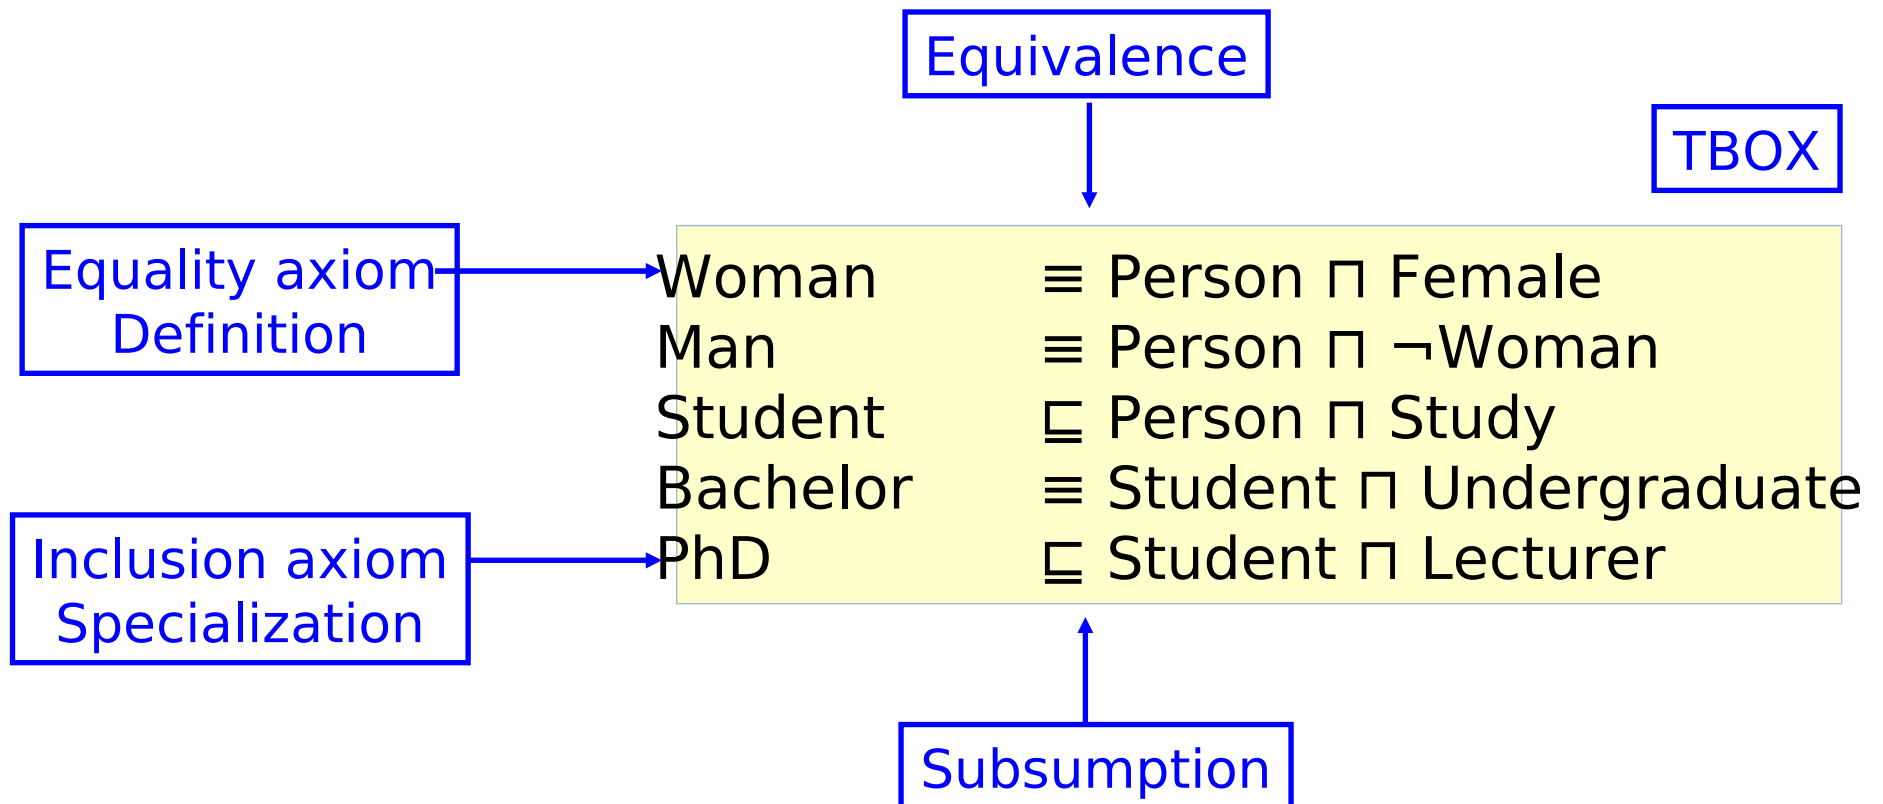 Equivalence
TBOX
Equality axiom
Definition
Woman ≡ Person ⊓ Female
Man ≡ Person ⊓ ¬Woman
Student ⊑ Person ⊓ Study
Bachelor ≡ Student ⊓ Undergraduate
PhD ⊑ Student ⊓ Lecturer
Inclusion axiom
Specialization
Subsumption